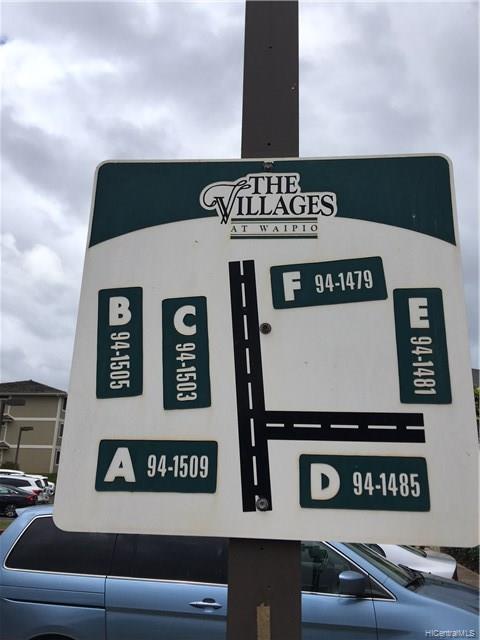 THE
VILLAGES
AT WAIPIO
F 94-1479
B 94-1505
C 94-1503
E 94-1481
A 94-1509
D 94-1485
HiCentralMLS